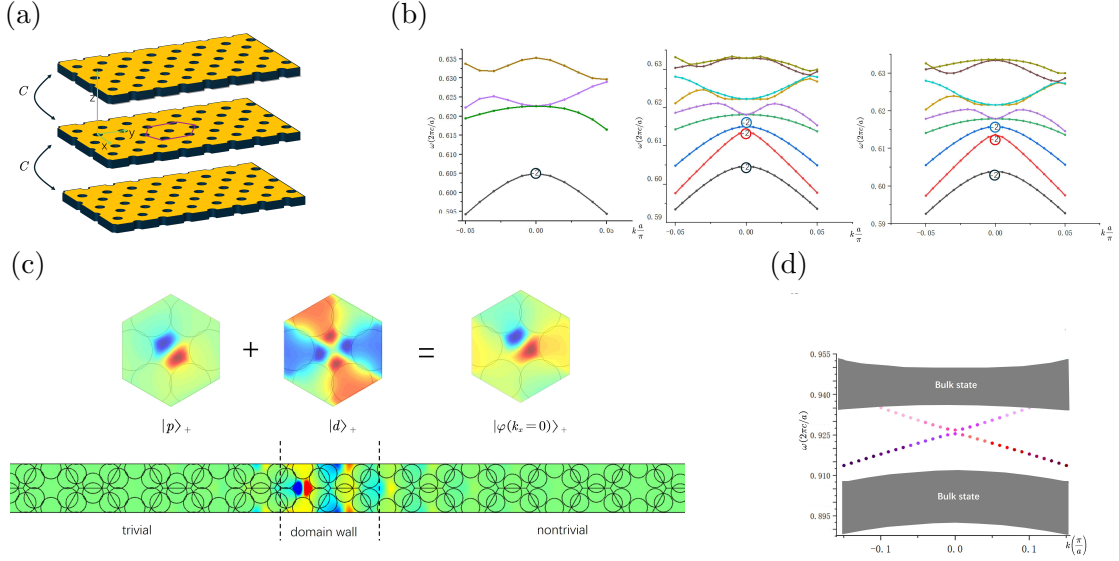 (a)
C
C
z
y
x
(b)
ω(2πc/a)
0.635
0.630
0.625
0.620
0.615
0.610
0.605
0.600
0.595
-2
-0.05
0.00
0.05
k a/π
ω(2πc/a)
0.63
0.62
0.61
0.60
0.59
-2
-2
-2
-0.05
0.00
0.05
k a/π
ω(2πc/a)
0.63
0.62
0.61
0.60
0.59
-2
-2
-2
-0.05
0.00
0.05
k a/π
(c)
+
=
|p⟩+
|d⟩+
|φ(kₓ=0)⟩+
trivial
domain wall
nontrivial
(d)
ω(2πc/a)
0.955
0.940
0.925
0.910
0.895
Bulk state
Bulk state
-0.1
0.0
0.1
k(π/a)